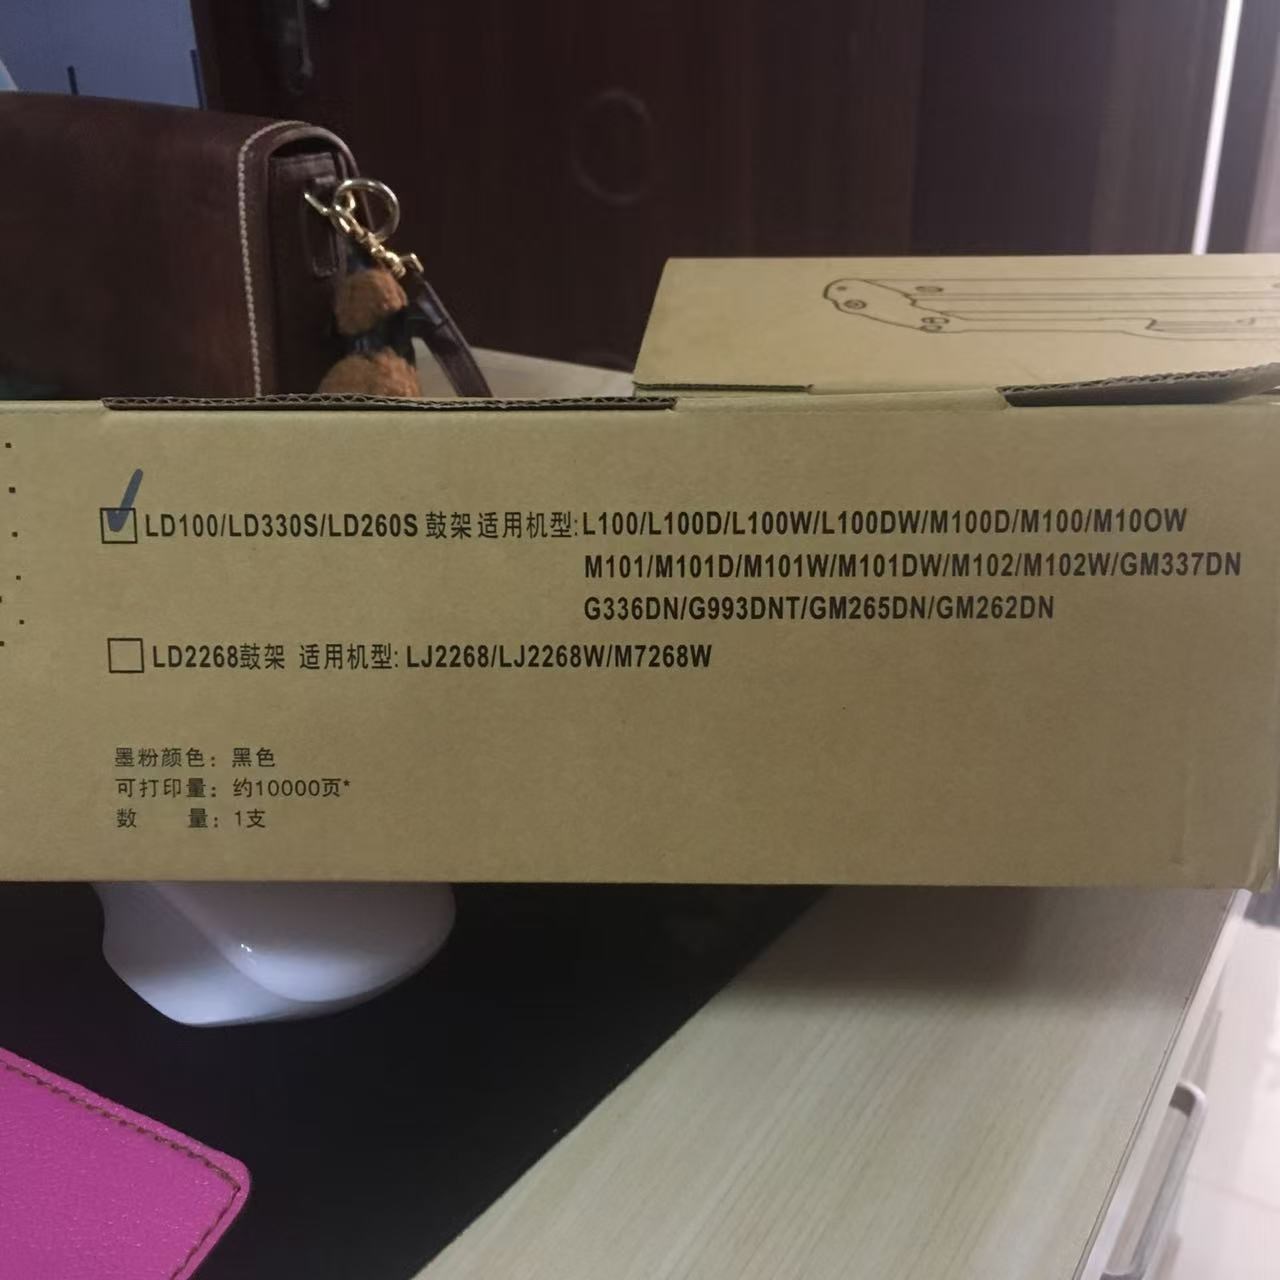 LD100/LD330S/LD260S 鼓架适用机型:L100/L100D/L100W/L100DW/M100D/M100/M10OW
M101/M101D/M101W/M101DW/M102/M102W/GM337DN
G336DN/G993DNT/GM265DN/GM262DN
LD2268鼓架 适用机型: LJ2268/LJ2268W/M7268W
墨粉颜色：黑色
可打印量：约10000页*
数 量：1支